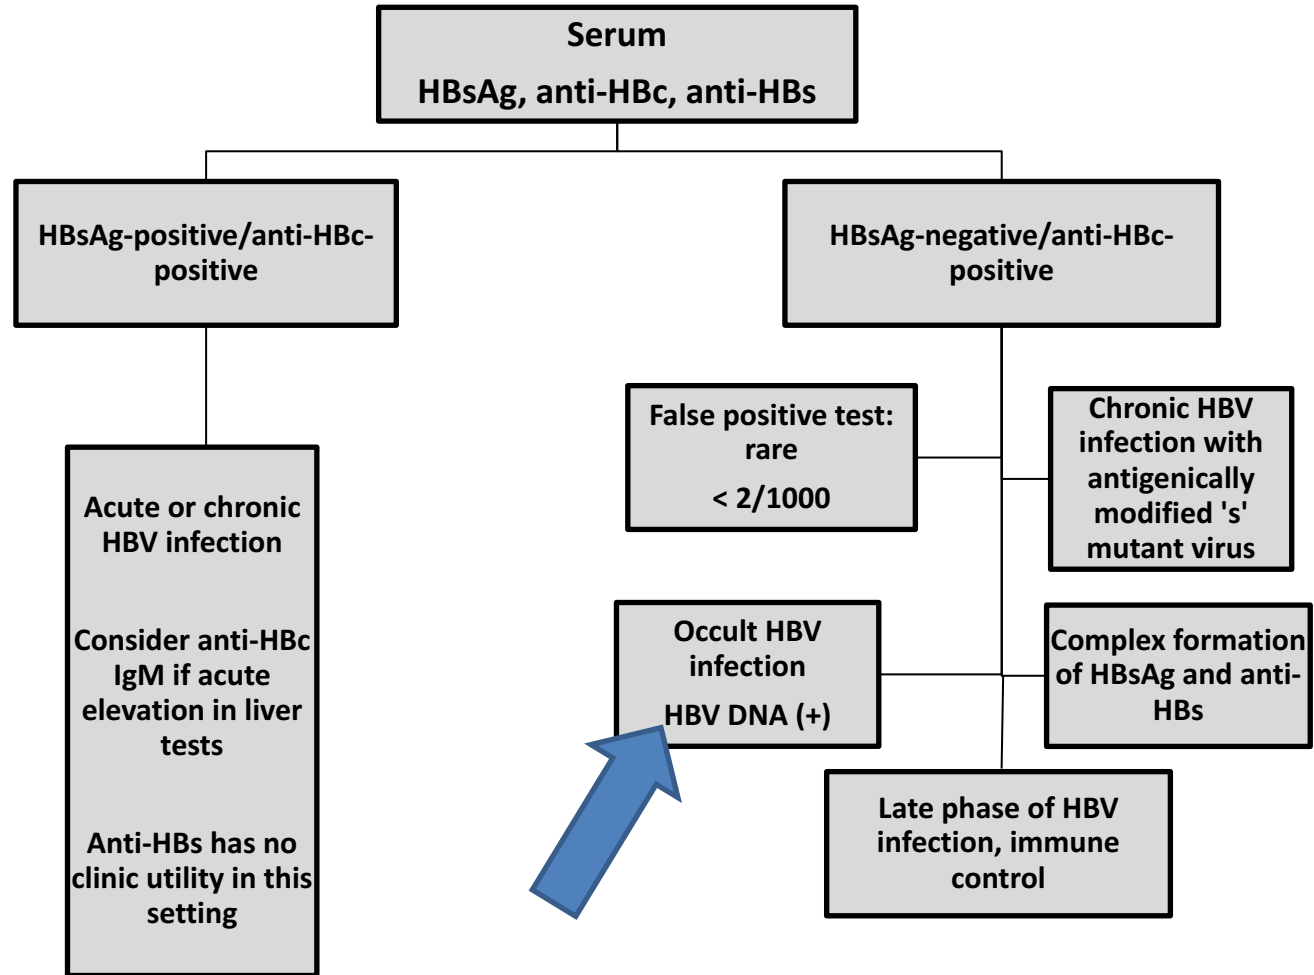 Serum
HBsAg, anti-HBc, anti-HBs
HBsAg-positive/anti-HBc-
positive
HBsAg-negative/anti-HBc-
positive
Acute or chronic
HBV infection
Consider anti-HBc
IgM if acute
elevation in liver
tests
Anti-HBs has no
clinic utility in this
setting
False positive test:
rare
< 2/1000
Chronic HBV
infection with
antigenically
modified 's'
mutant virus
Occult HBV
infection
HBV DNA (+)
Complex formation
of HBsAg and anti-
HBs
Late phase of HBV
infection, immune
control